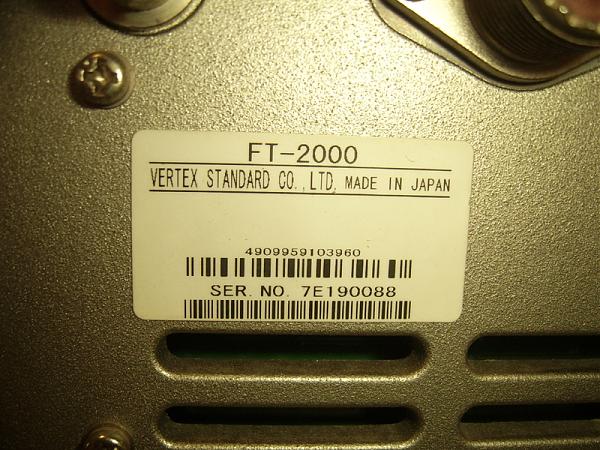 FT-2000
VERTEX STANDARD CO.,LTD. MADE IN JAPAN
4909959103960
SER. NO. 7E190088